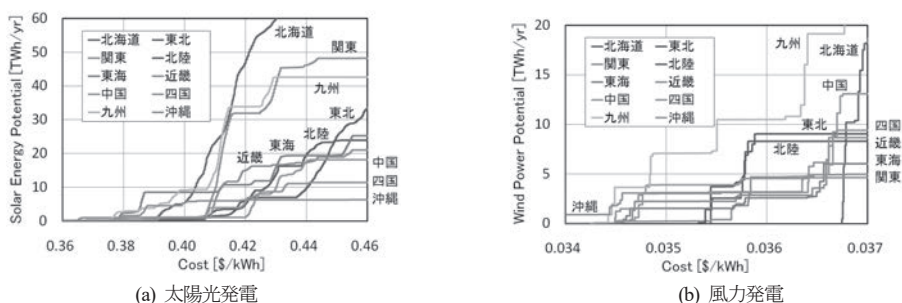 Solar Energy Potential [TWh/yr]
60
50
40
30
20
10
0
0.36
0.38
0.40
0.42
0.44
0.46
Cost [$/kWh]
北海道 東北
関東 北陸
東海 近畿
中国 四国
九州 沖縄
北海道
関東
九州
東北
北陸
東海
近畿
中国
四国
沖縄
(a) 太陽光発電
Wind Power Potential [TWh/yr]
20
15
10
5
0
0.034
0.035
0.036
0.037
Cost [$/kWh]
北海道 東北
関東 北陸
東海 近畿
中国 四国
九州 沖縄
九州
北海道
中国
東北
北陸
四国
近畿
東海
関東
沖縄
(b) 風力発電